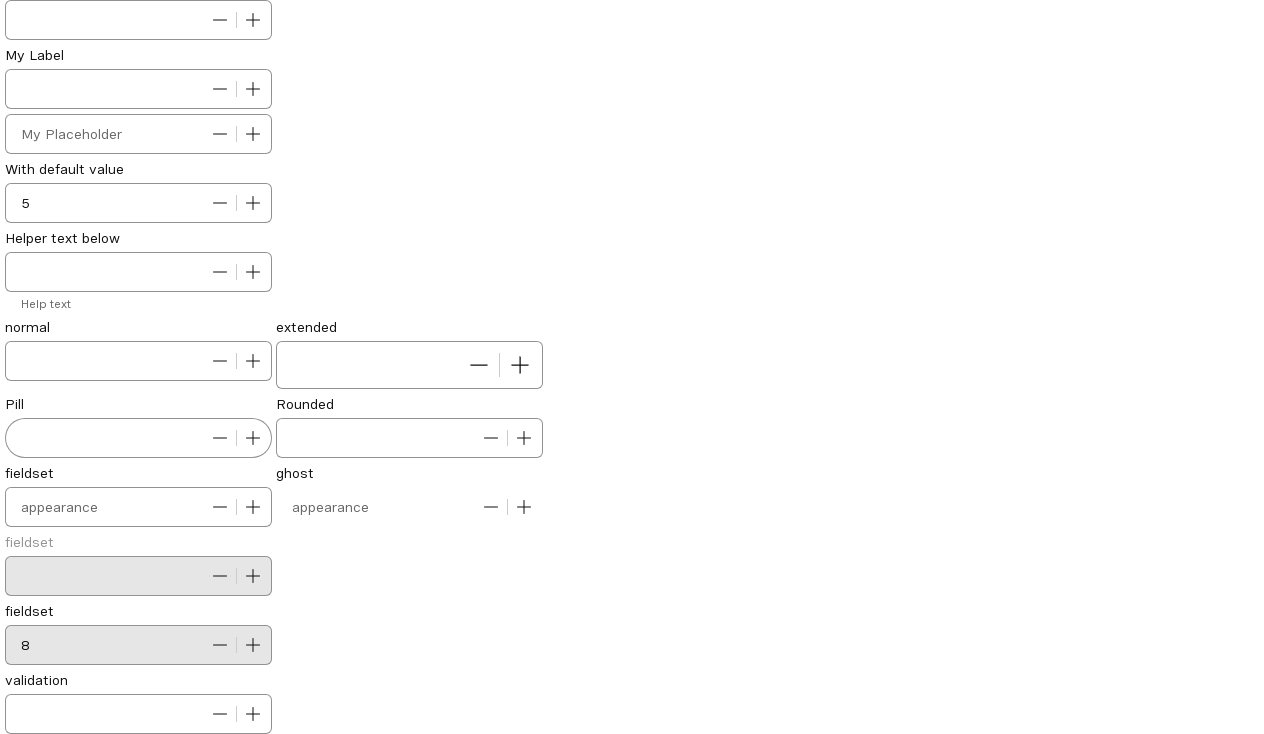 My Label
My Placeholder
With default value
5
Helper text below
Help text
normal extended
Pill Rounded
fieldset ghost
appearance appearance
fieldset
fieldset
8
validation